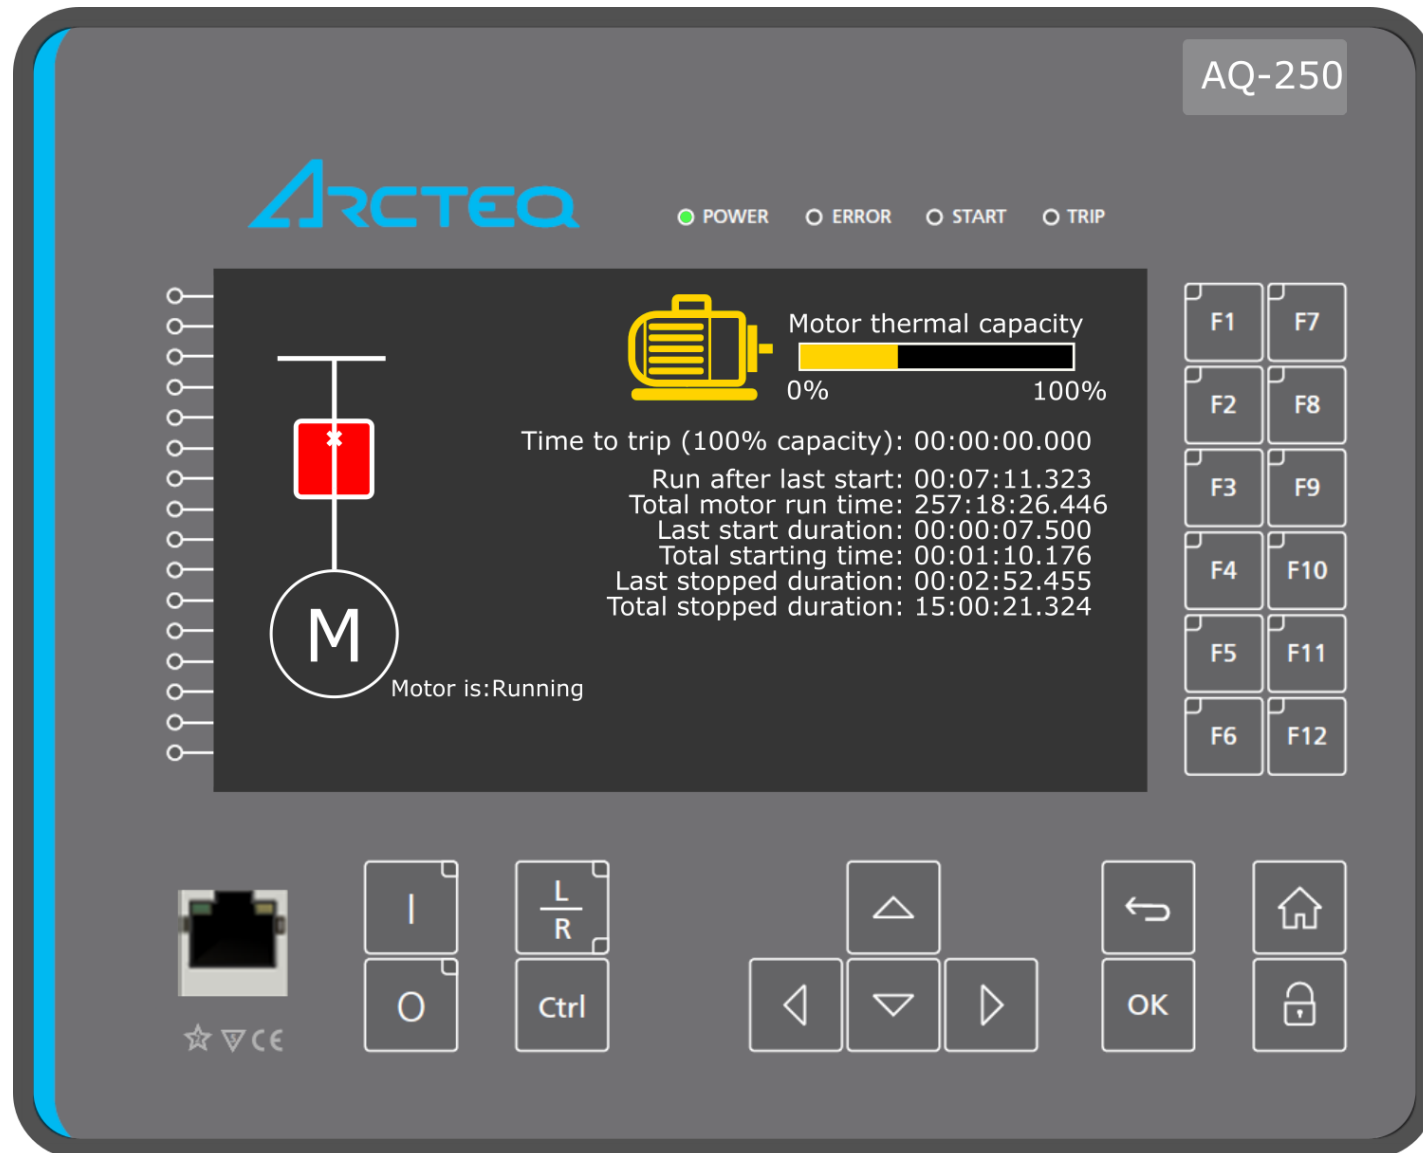 AQ-250
ARCTEQ
POWER ERROR START TRIP
Motor thermal capacity
0% 100%
Time to trip (100% capacity): 00:00:00.000
Run after last start: 00:07:11.323
Total motor run time: 257:18:26.446
Last start duration: 00:00:07.500
Total starting time: 00:01:10.176
Last stopped duration: 00:02:52.455
Total stopped duration: 15:00:21.324
M
Motor is:Running
F1 F7
F2 F8
F3 F9
F4 F10
F5 F11
F6 F12
I
L
R
O
Ctrl
OK
CE